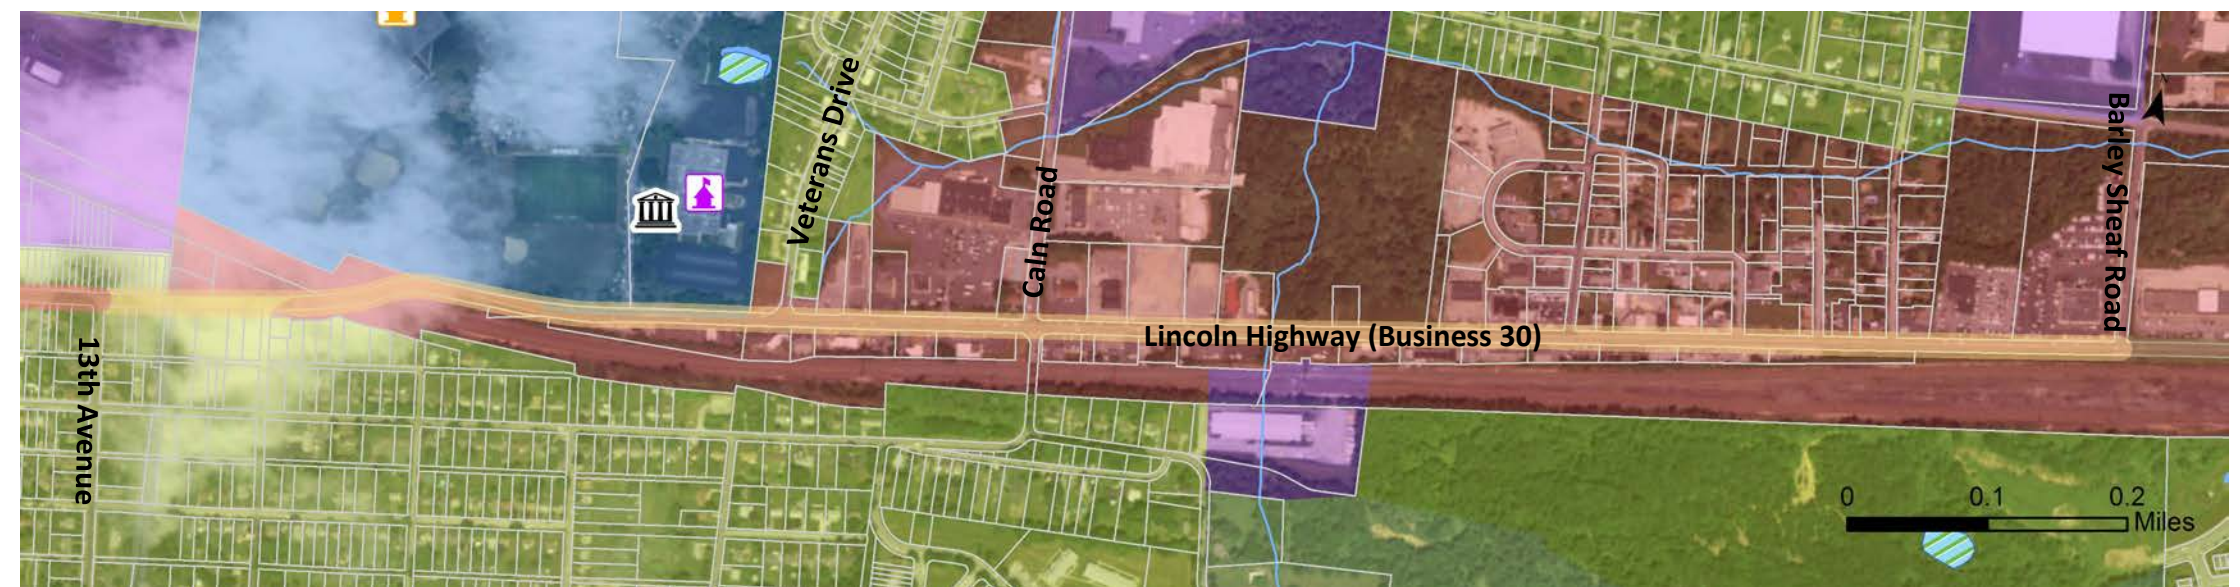 Veterans Drive
Caln Road
Barley Sheaf Road
Lincoln Highway (Business 30)
13th Avenue
0 0.1 0.2
Miles